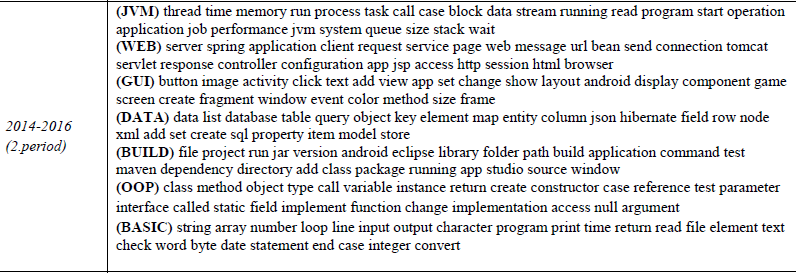 (JVM) thread time memory run process task call case block data stream running read program start operation
application job performance jvm system queue size stack wait
(WEB) server spring application client request service page web message url bean send connection tomcat
servlet response controller configuration app jsp access http session html browser
(GUI) button image activity click text add view app set change show layout android display component game
screen create fragment window event color method size frame
2014-2016
(2.period)
(DATA) data list database table query object key element map entity column json hibernate field row node
xml add set create sql property item model store
(BUILD) file project run jar version android eclipse library folder path build application command test
maven dependency directory add class package running app studio source window
(OOP) class method object type call variable instance return create constructor case reference test parameter
interface called static field implement function change implementation access null argument
(BASIC) string array number loop line input output character program print time return read file element text
check word byte date statement end case integer convert